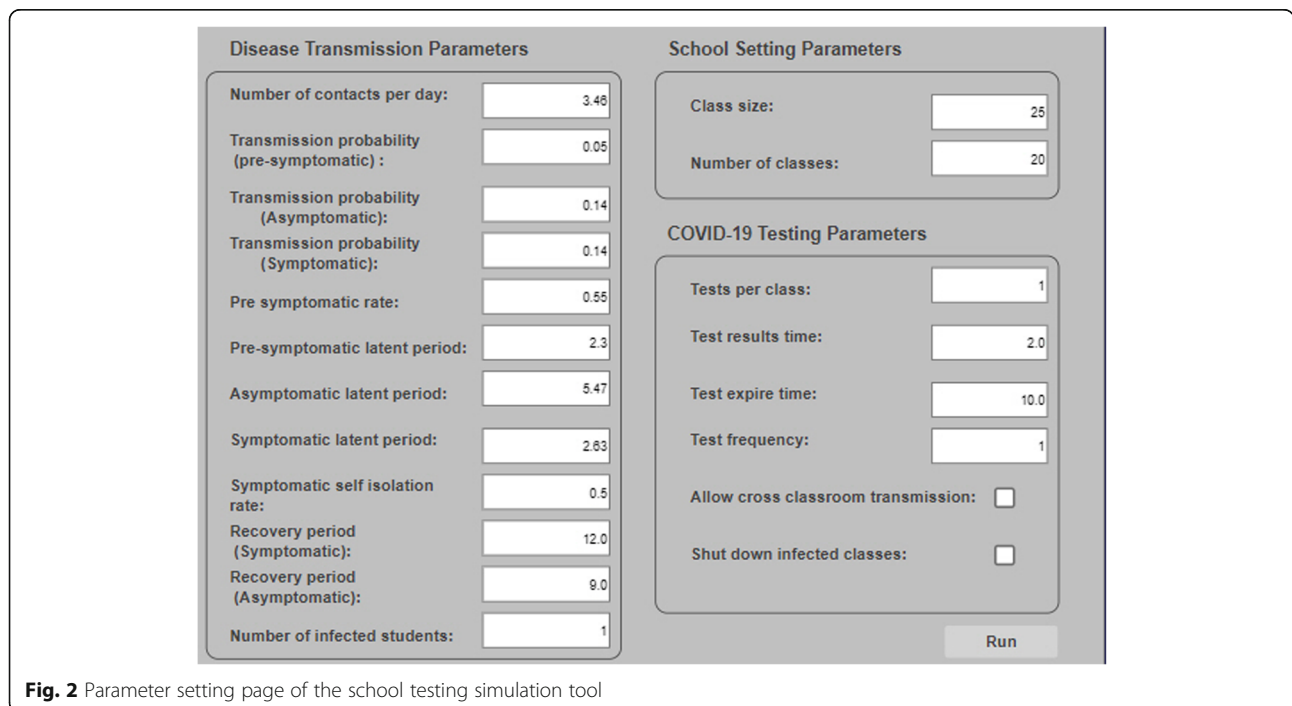 Disease Transmission Parameters
Number of contacts per day:
3.46
Transmission probability
(pre-symptomatic) :
0.05
Transmission probability
(Asymptomatic):
0.14
Transmission probability
(Symptomatic):
0.14
Pre symptomatic rate:
0.55
Pre-symptomatic latent period:
2.3
Asymptomatic latent period:
5.47
Symptomatic latent period:
2.63
Symptomatic self isolation
rate:
0.5
Recovery period
(Symptomatic):
12.0
Recovery period
(Asymptomatic):
9.0
Number of infected students:
1
School Setting Parameters
Class size:
25
Number of classes:
20
COVID-19 Testing Parameters
Tests per class:
1
Test results time:
2.0
Test expire time:
10.0
Test frequency:
1
Allow cross classroom transmission:
Shut down infected classes:
Run
Fig. 2 Parameter setting page of the school testing simulation tool